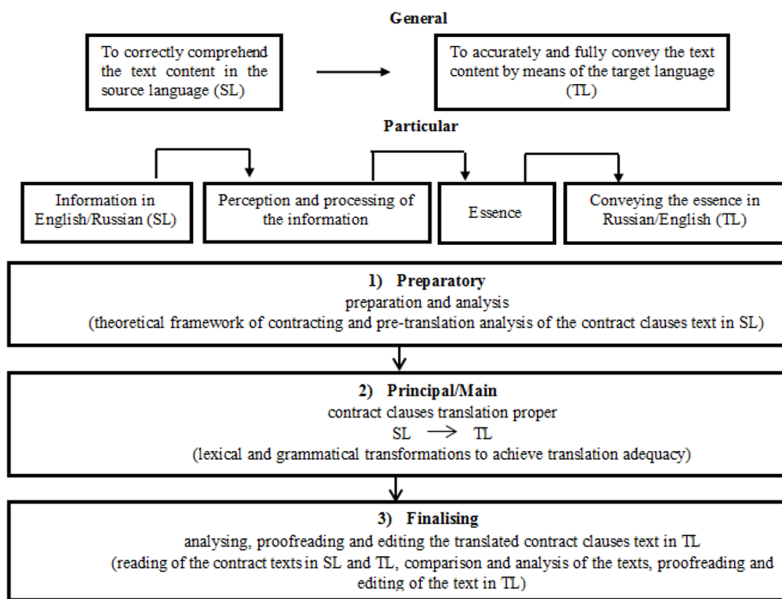 General
To correctly comprehend
the text content in the
source language (SL)
To accurately and fully convey the text
content by means of the target language
(TL)
Particular
Information in
English/Russian (SL)
Perception and processing of
the information
Essence
Conveying the essence in
Russian/English (TL)
1) Preparatory
preparation and analysis
(theoretical framework of contracting and pre-translation analysis of the contract clauses text in SL)
2) Principal/Main
contract clauses translation proper
SL → TL
(lexical and grammatical transformations to achieve translation adequacy)
3) Finalising
analysing, proofreading and editing the translated contract clauses text in TL
(reading of the contract texts in SL and TL, comparison and analysis of the texts, proofreading and
editing of the text in TL)